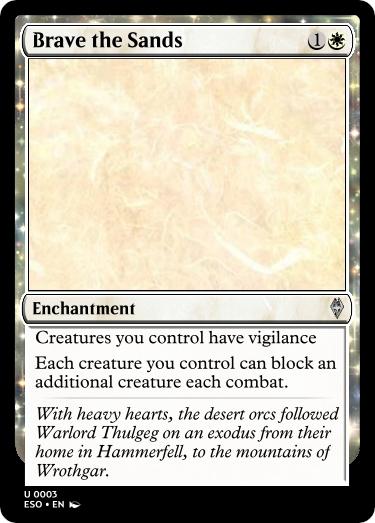 Brave the Sands 1
Enchantment
Creatures you control have vigilance
Each creature you control can block an
additional creature each combat.
With heavy hearts, the desert orcs followed
Warlord Thulgeg on an exodus from their
home in Hammerfell, to the mountains of
Wrothgar.
U 0003
ESO • EN